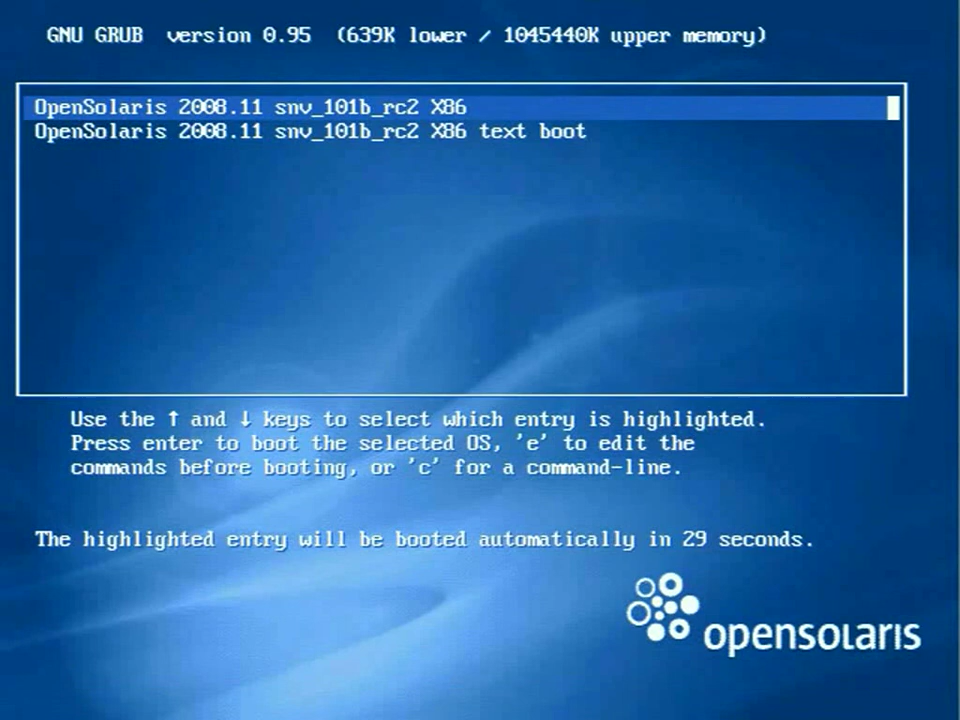 GNU GRUB version 0.95 (639K lower / 1045440K upper memory)
OpenSolaris 2008.11 snv_101b_rc2 X86
OpenSolaris 2008.11 snv_101b_rc2 X86 text boot
Use the ↑ and ↓ keys to select which entry is highlighted.
Press enter to boot the selected OS, 'e' to edit the
commands before booting, or 'c' for a command-line.
The highlighted entry will be booted automatically in 29 seconds.
opensolaris